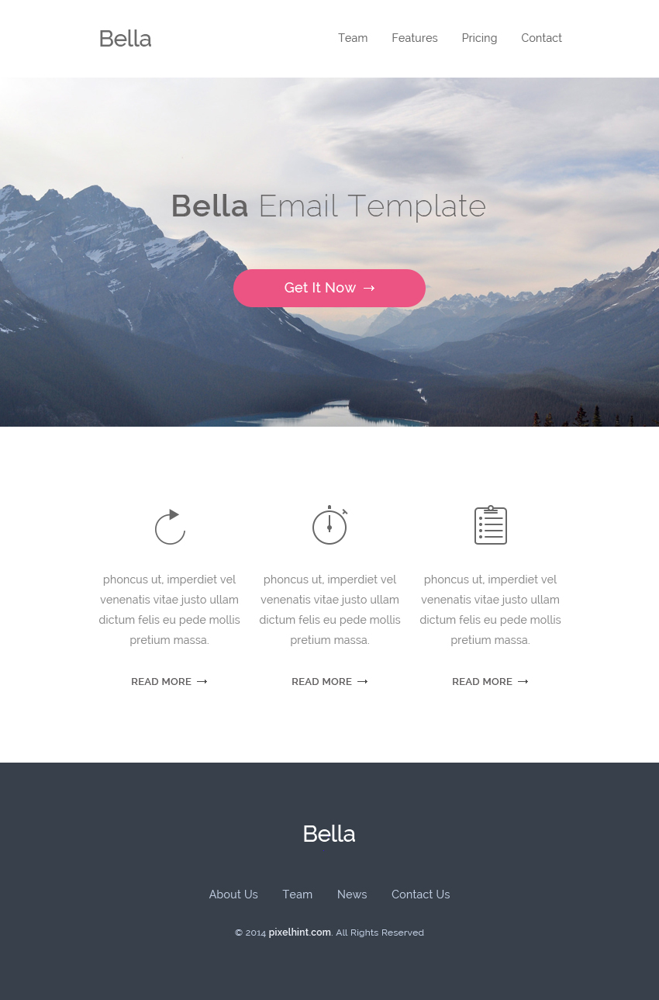 Bella
Team Features Pricing Contact
Bella Email Template
Get It Now →
phoncus ut, imperdiet vel
venenatis vitae justo ullam
dictum felis eu pede mollis
pretium massa.
READ MORE →
phoncus ut, imperdiet vel
venenatis vitae justo ullam
dictum felis eu pede mollis
pretium massa.
READ MORE →
phoncus ut, imperdiet vel
venenatis vitae justo ullam
dictum felis eu pede mollis
pretium massa.
READ MORE →
Bella
About Us Team News Contact Us
© 2014 pixelhint.com. All Rights Reserved